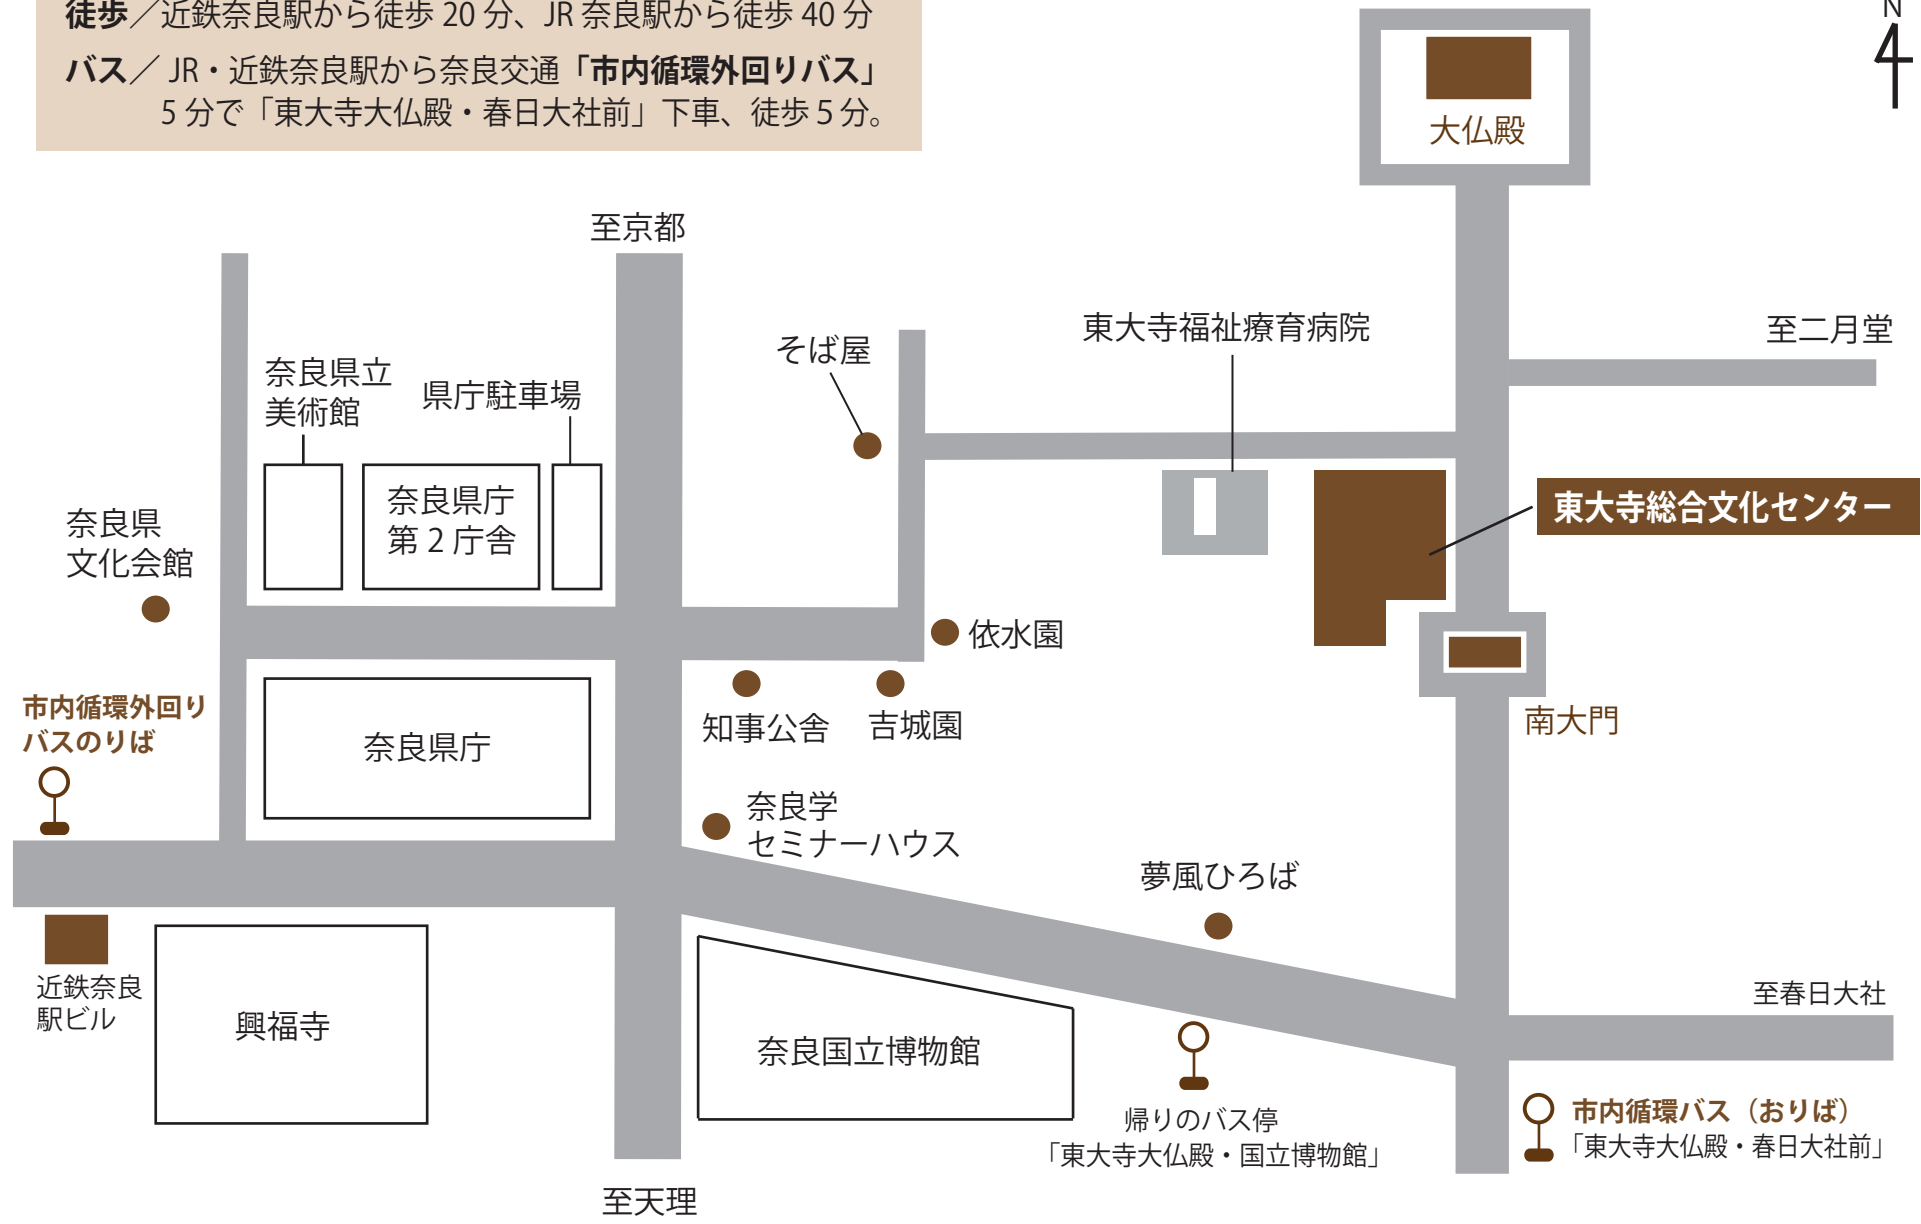 徒歩／近鉄奈良駅から徒歩 20 分、JR 奈良駅から徒歩 40 分
バス／ JR・近鉄奈良駅から奈良交通「市内循環外回りバス」
5 分で「東大寺大仏殿・春日大社前」下車、徒歩 5 分。
N
大仏殿
至京都
東大寺福祉療育病院
至二月堂
そば屋
奈良県立
美術館
県庁駐車場
奈良県庁
第 2 庁舎
東大寺総合文化センター
奈良県
文化会館
依水園
市内循環外回り
バスのりば
奈良県庁
知事公舎
吉城園
南大門
奈良学
セミナーハウス
夢風ひろば
近鉄奈良
駅ビル
興福寺
奈良国立博物館
至春日大社
帰りのバス停
「東大寺大仏殿・国立博物館」
市内循環バス（おりば）
「東大寺大仏殿・春日大社前」
至天理